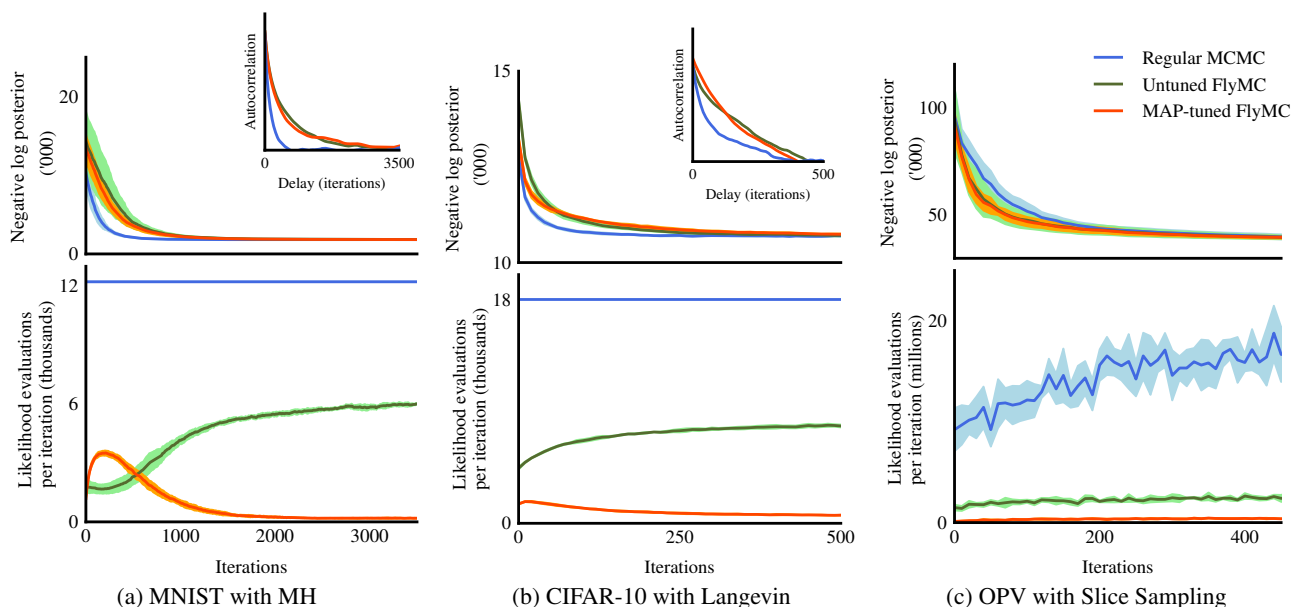 Autocorrelation
0
3500
Delay (iterations)
Negative log posterior
('000)
20
0
Likelihood evaluations
per iteration (thousands)
12
6
0
0
1000
2000
3000
Iterations
(a) MNIST with MH
Autocorrelation
0
500
Delay (iterations)
Negative log posterior
('000)
15
10
Likelihood evaluations
per iteration (thousands)
18
0
0
250
500
Iterations
(b) CIFAR-10 with Langevin
Regular MCMC
Untuned FlyMC
MAP-tuned FlyMC
Negative log posterior
('000)
100
50
Likelihood evaluations
per iteration (millions)
20
0
0
200
400
Iterations
(c) OPV with Slice Sampling